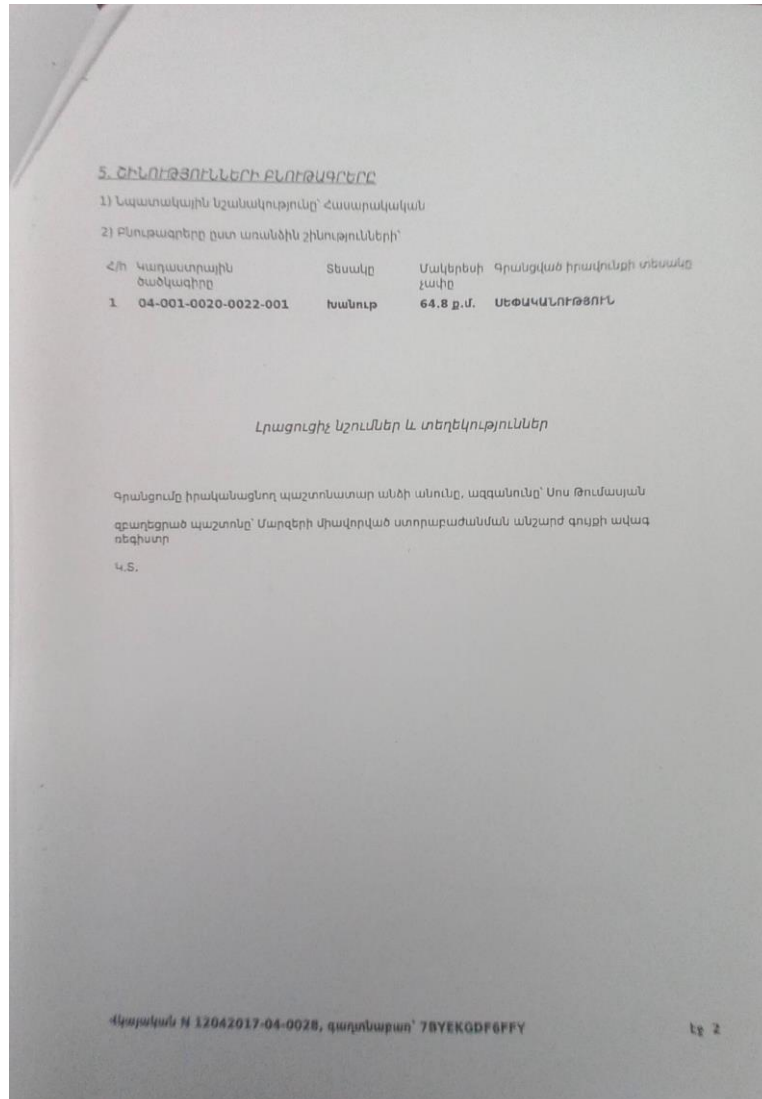 5. ՇԻՆՈՒԹՅՈՒՆՆԵՐԻ ԲՆՈՒԹԱԳՐԵՐԸ
1) Նպատակային նշանակությունը՝ Հասարակական
2) Բնութագրերը ըստ առանձին շինությունների՝
Հ/հ Կադաստրային Տեսակը Մակերեսի Գրանցված իրավունքի տեսակը
ծածկագիրը չափը
1 04-001-0020-0022-001 Խանութ 64.8 ք.մ. ՍԵՓԱԿԱՆՈՒԹՅՈՒՆ
Լրացուցիչ նշումներ և տեղեկություններ
Գրանցումը իրականացնող պաշտոնատար անձի անունը, ազգանունը՝ Սոս Թումասյան
զբաղեցրած պաշտոնը՝ Մարզերի միավորված ստորաբաժանման անշարժ գույքի ավագ
ռեգիստր
Կ.Տ.
Վկայական N 12042017-04-0028, գաղտնաբառ՝ 7BYEKGDF6FFY էջ 2